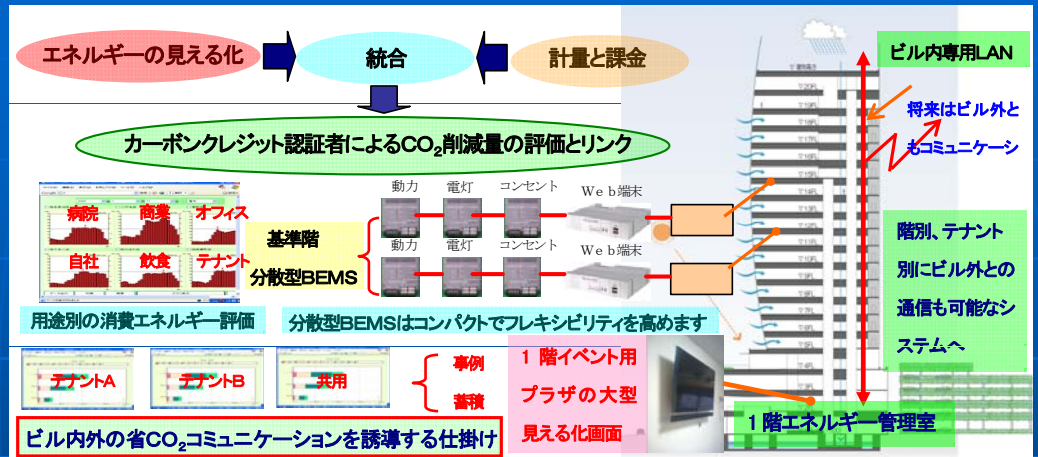 エネルギーの見える化
統合
計量と課金
ビル内専用LAN
将来はビル外と
もコミュニケーシ
カーボンクレジット認証者によるCO₂削減量の評価とリンク
病院
商業
オフィス
自社
飲食
テナント
用途別の消費エネルギー評価
基準階
分散型BEMS
動力
電灯
コンセント
Web端末
動力
電灯
コンセント
Web端末
分散型BEMSはコンパクトでフレキシビリティを高めます
階別、テナント
別にビル外との
通信も可能なシ
ステムへ
テナントA
テナントB
共用
事例
蓄積
1 階イベント用
プラザの大型
見える化画面
1階エネルギー管理室
ビル内外の省CO₂コミュニケーションを誘導する仕掛け